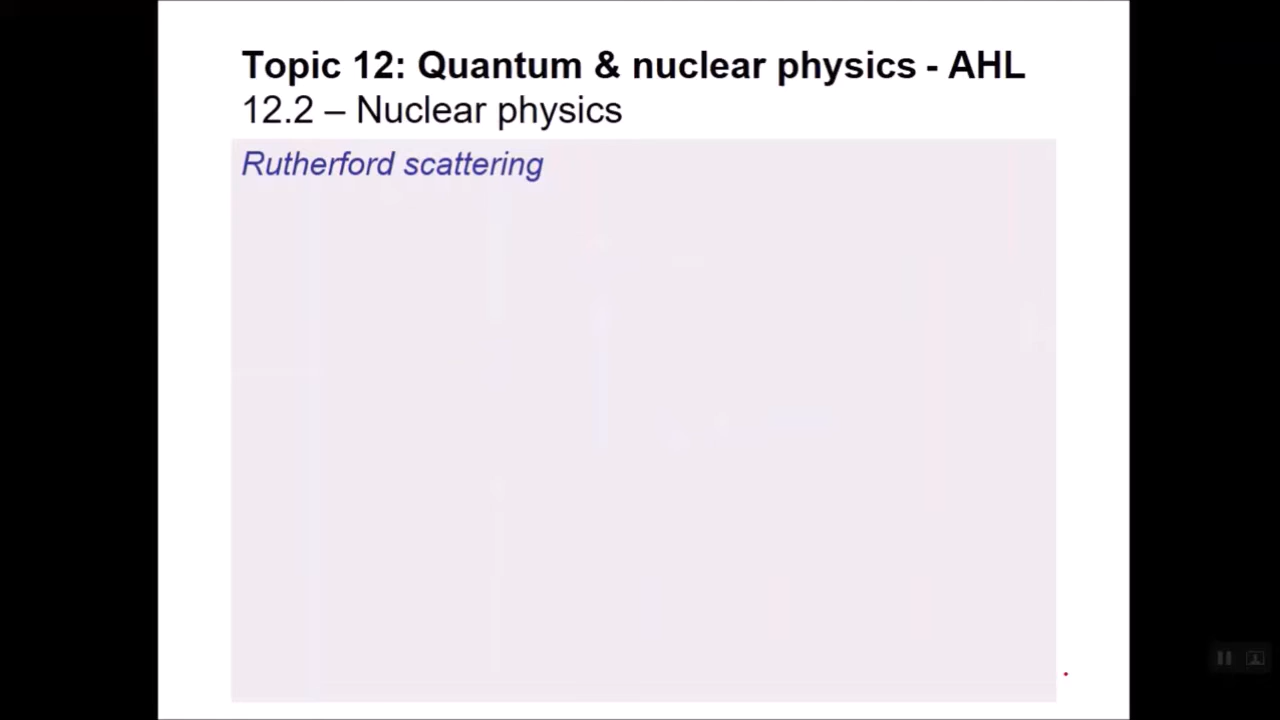 Topic 12: Quantum & nuclear physics - AHL
12.2 – Nuclear physics
Rutherford scattering